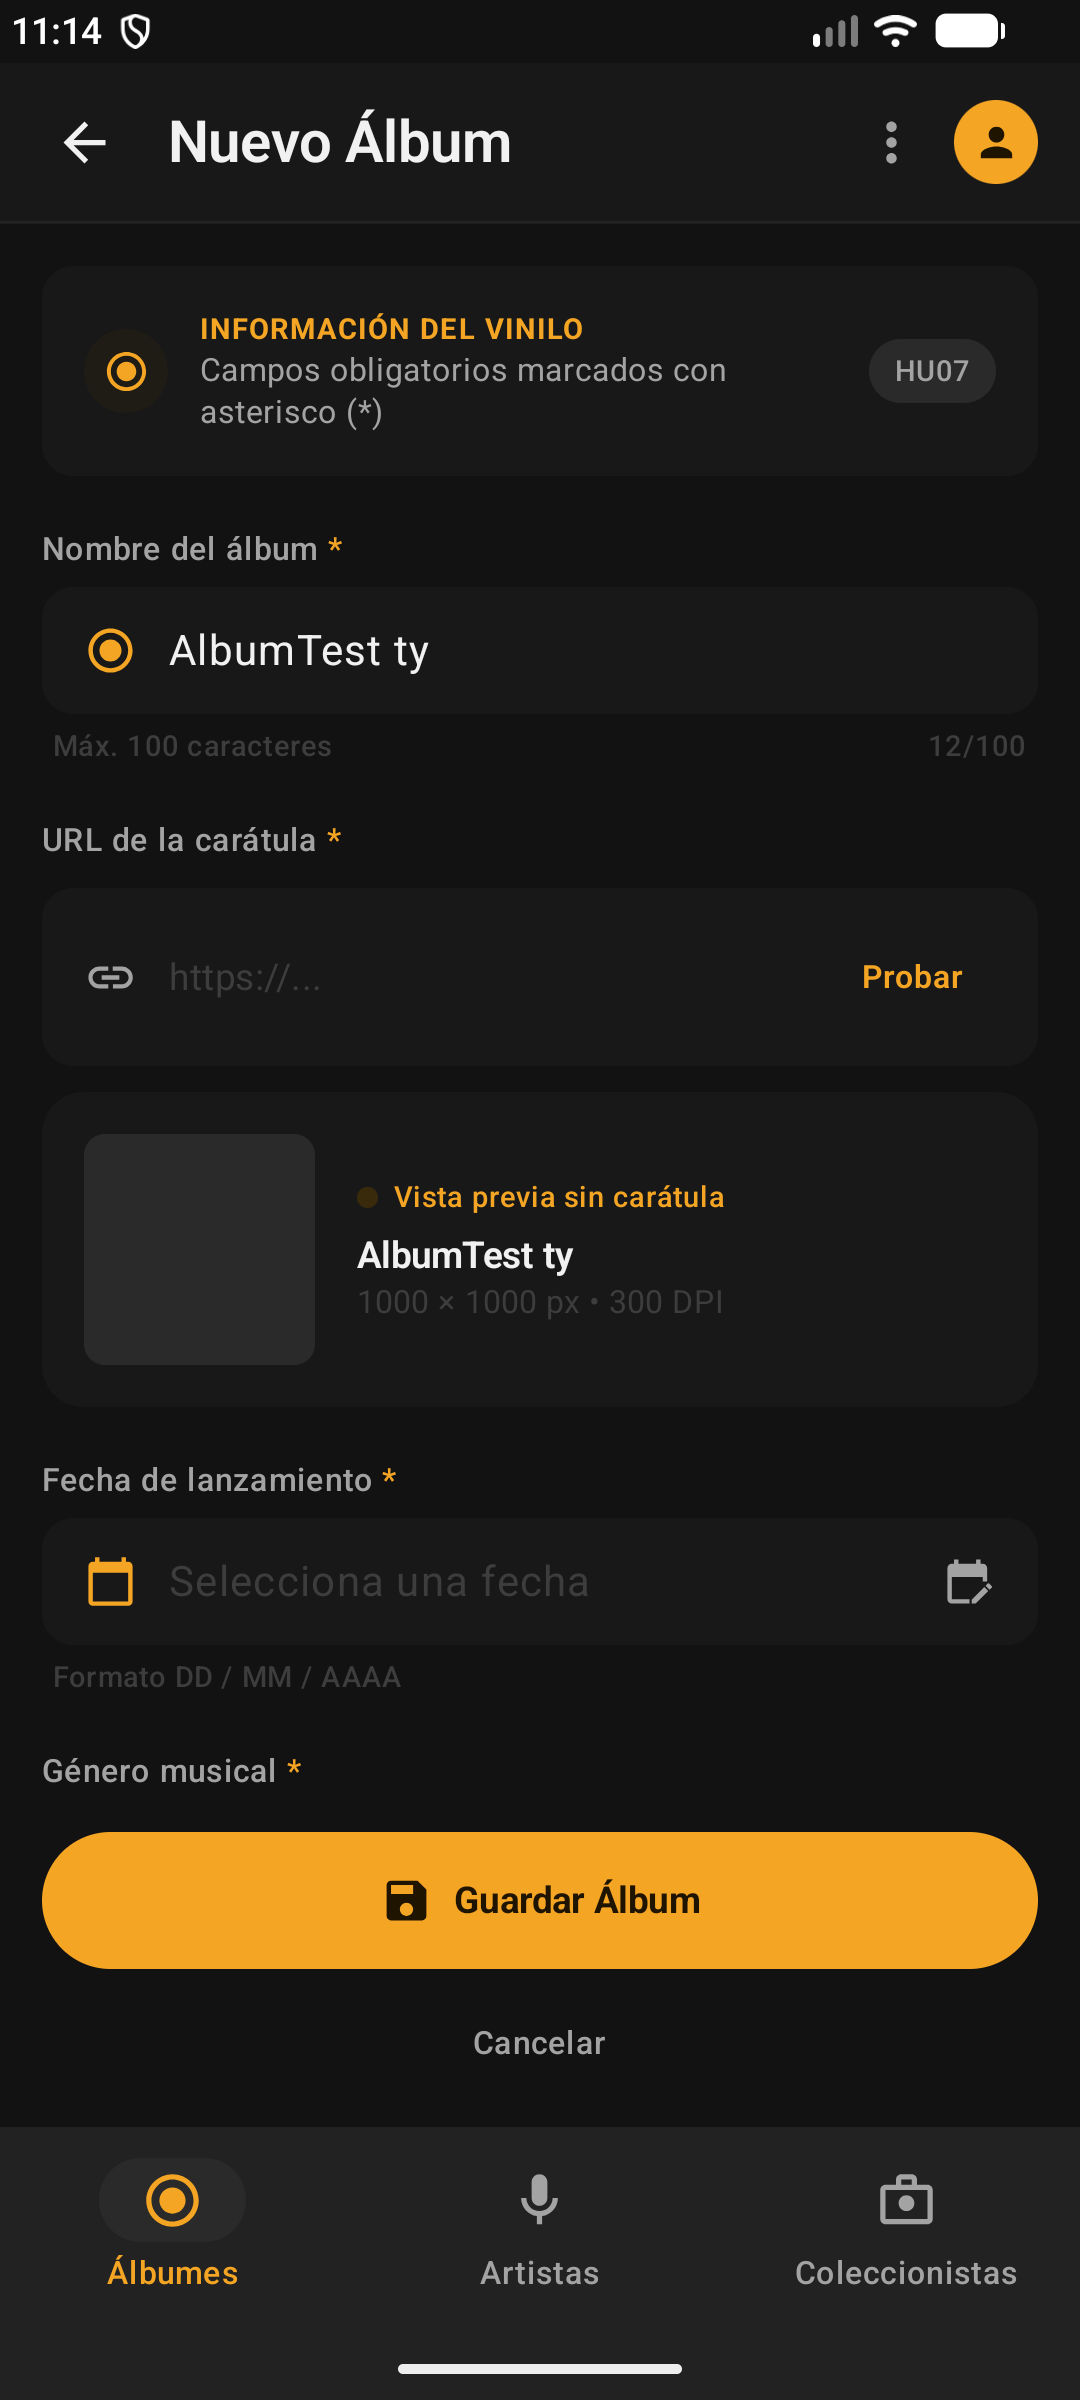 11:14
Nuevo Álbum
INFORMACIÓN DEL VINILO
Campos obligatorios marcados con
asterisco (*)
HU07
Nombre del álbum *
AlbumTest ty
Máx. 100 caracteres
12/100
URL de la carátula *
https://...
Probar
Vista previa sin carátula
AlbumTest ty
1000 × 1000 px • 300 DPI
Fecha de lanzamiento *
Selecciona una fecha
Formato DD / MM / AAAA
Género musical *
Guardar Álbum
Cancelar
Álbumes
Artistas
Coleccionistas